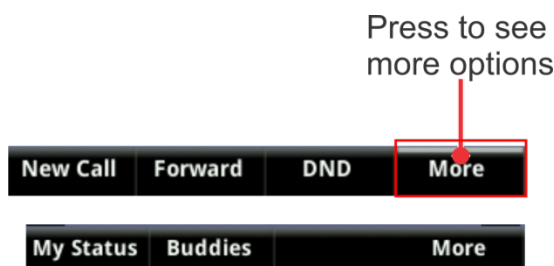 Press to see
more options
New Call Forward DND More
My Status Buddies More